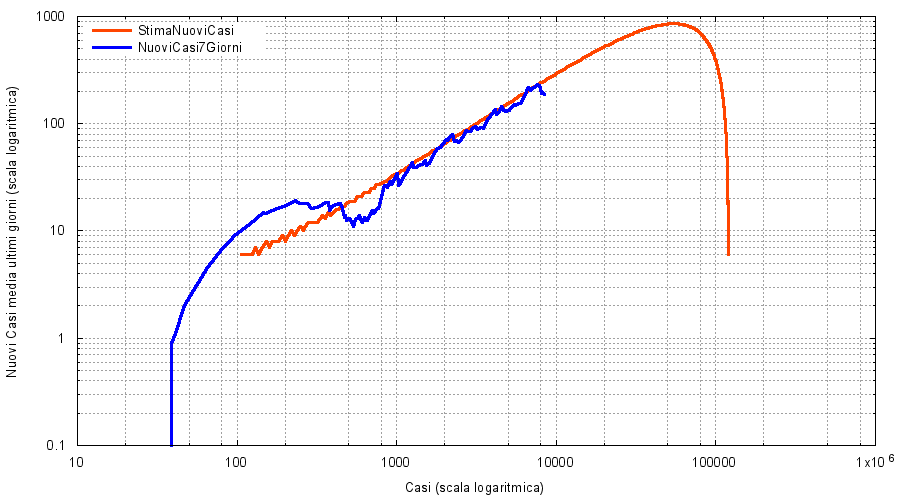 1000
StimaNuoviCasi
NuoviCasi7Giorni
100
10
1
0.1
Nuovi Casi media ultimi giorni (scala logaritmica)
10
100
1000
10000
100000
1x10 6
Casi (scala logaritmica)